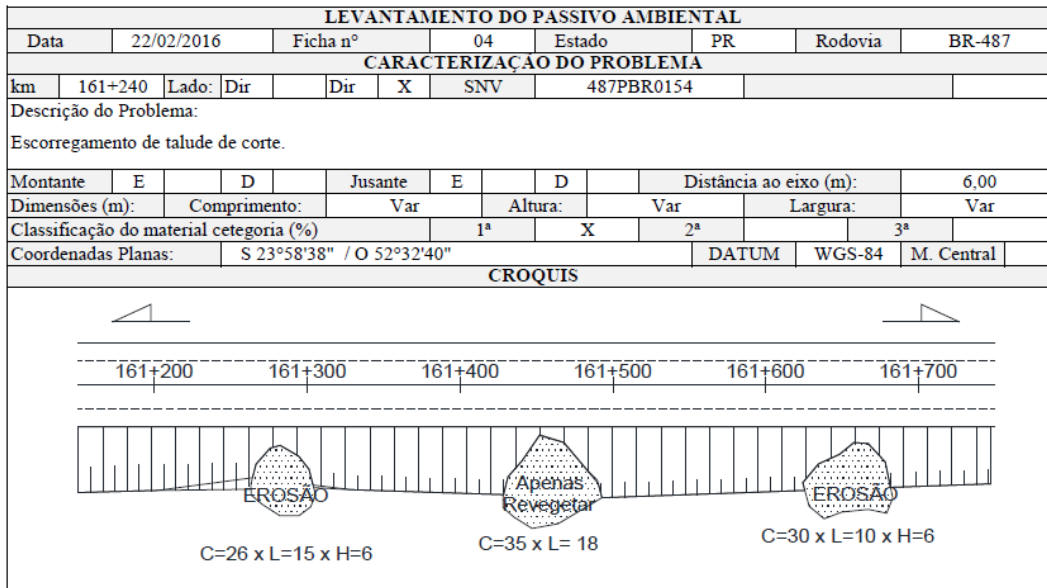 LEVANTAMENTO DO PASSIVO AMBIENTAL
Data 22/02/2016 Ficha nº 04 Estado PR Rodovia BR-487
CARACTERIZAÇÃO DO PROBLEMA
km 161+240 Lado: Dir Dir X SNV 487PBR0154
Descrição do Problema:
Escorregamento de talude de corte.
Montante E D Jusante E D Distância ao eixo (m): 6,00
Dimensões (m): Comprimento: Var Altura: Var Largura: Var
Classificação do material cetegoria (%) 1ª X 2ª 3ª
Coordenadas Planas: S 23°58'38" / O 52°32'40" DATUM WGS-84 M. Central
CROQUIS
161+200 161+300 161+400 161+500 161+600 161+700
EROSÃO
Apenas
Revegetar
EROSÃO
C=26 x L=15 x H=6
C=35 x L= 18
C=30 x L=10 x H=6